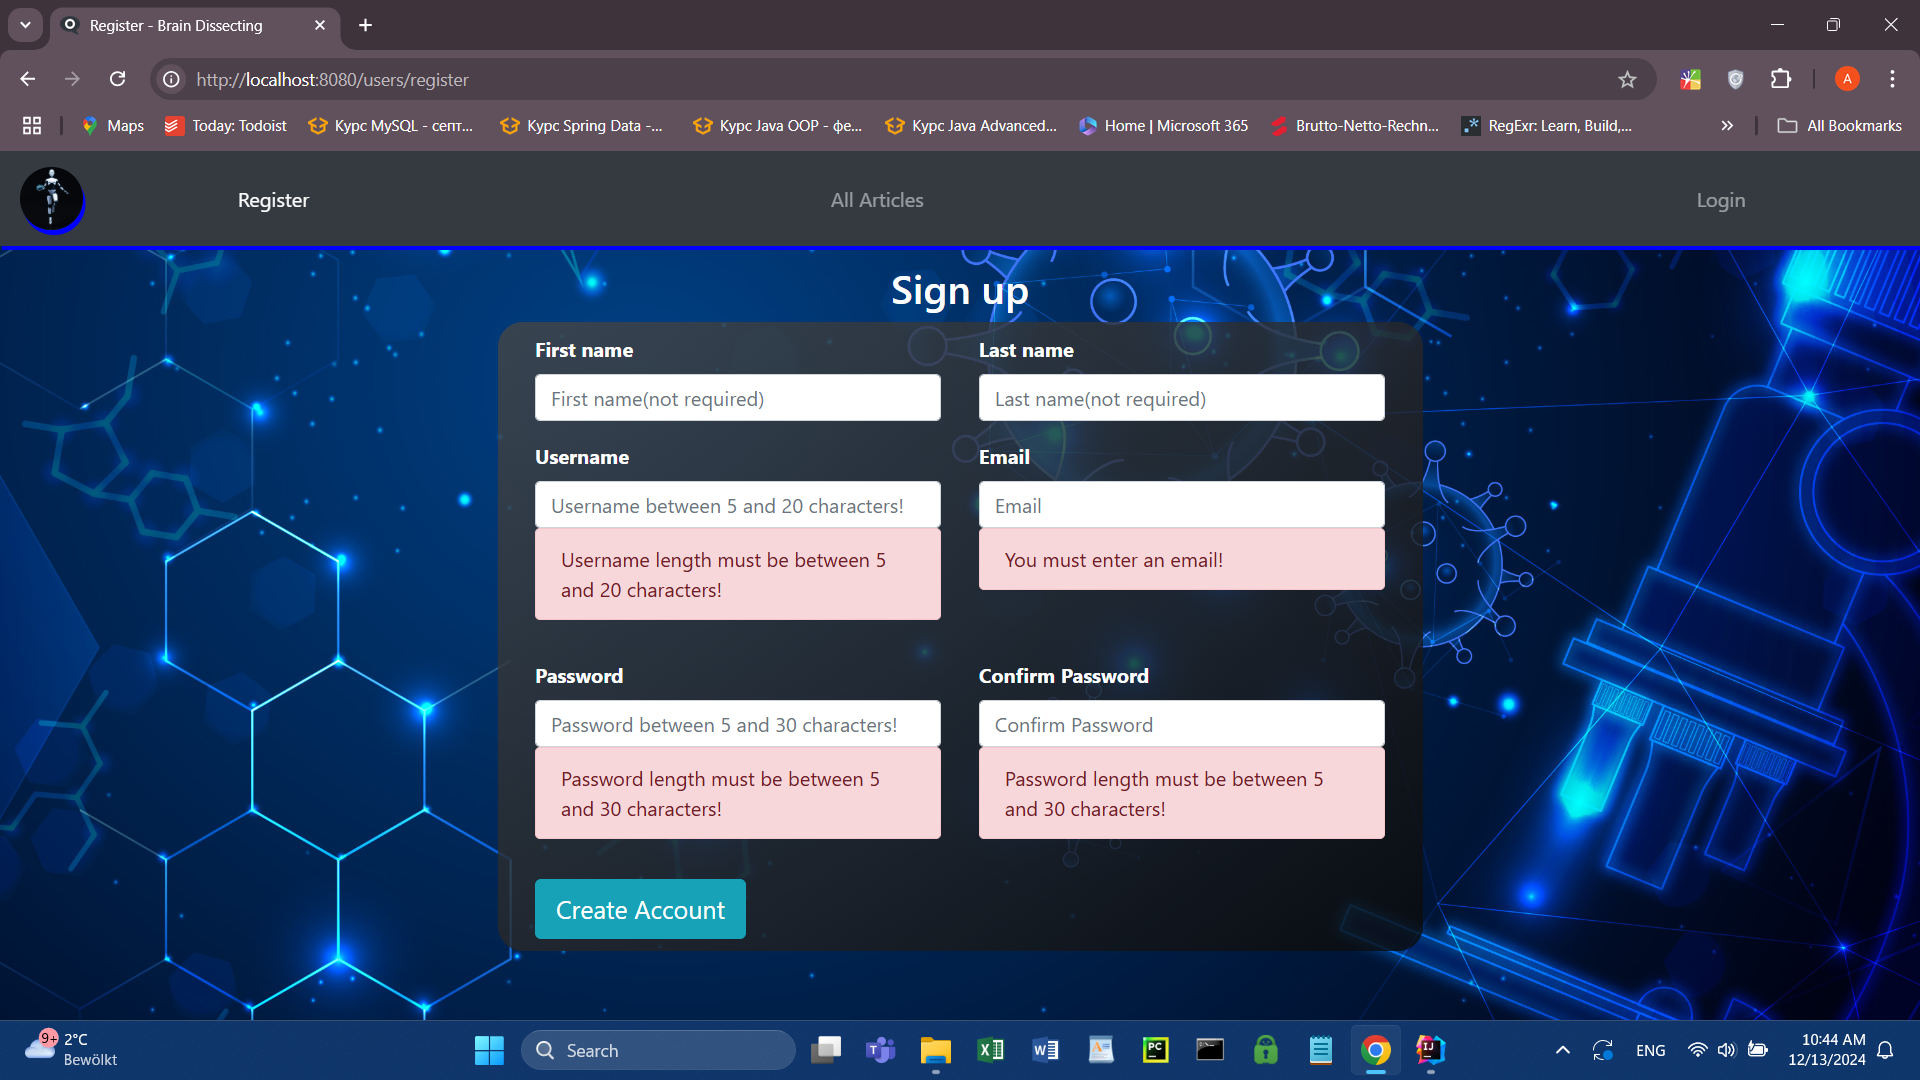 Register - Brain Dissecting
http://localhost:8080/users/register
A
Maps
Today: Todoist
Курс MySQL - септ...
Курс Spring Data -...
Курс Java OOP - фе...
Курс Java Advanced...
Home | Microsoft 365
Brutto-Netto-Rechn...
RegExr: Learn, Build,...
All Bookmarks
Register
All Articles
Login
Sign up
First name
Last name
First name(not required)
Last name(not required)
Username
Email
Username between 5 and 20 characters!
Email
Username length must be between 5
and 20 characters!
You must enter an email!
Password
Confirm Password
Password between 5 and 30 characters!
Confirm Password
Password length must be between 5
and 30 characters!
Password length must be between 5
and 30 characters!
Create Account
9+
2°C
Bewölkt
Search
PC
IJ
ENG
10:44 AM
12/13/2024